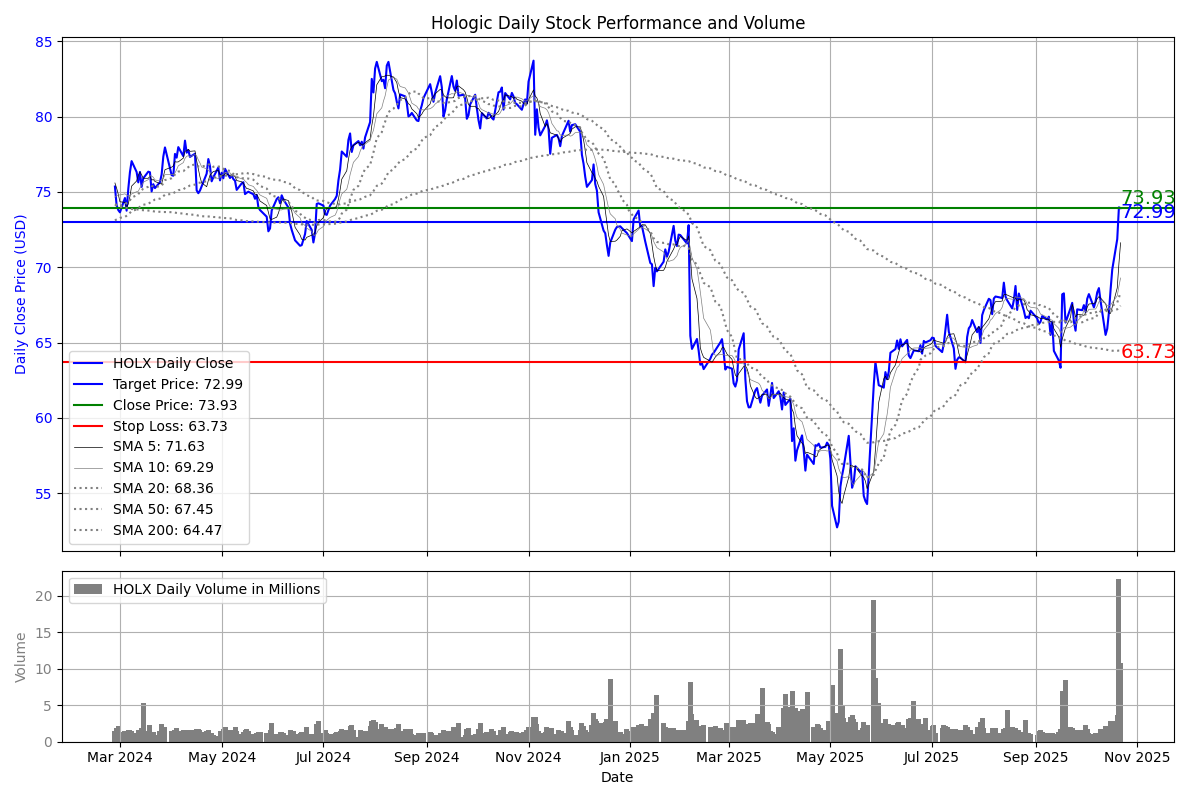 Hologic Daily Stock Performance and Volume
85
80
75
70
65
60
55
Daily Close Price (USD)
73.93
72.99
63.73
HOLX Daily Close
Target Price: 72.99
Close Price: 73.93
Stop Loss: 63.73
SMA 5: 71.63
SMA 10: 69.29
SMA 20: 68.36
SMA 50: 67.45
SMA 200: 64.47
HOLX Daily Volume in Millions
20
15
10
5
0
Volume
Mar 2024 May 2024 Jul 2024 Sep 2024 Nov 2024 Jan 2025 Mar 2025 May 2025 Jul 2025 Sep 2025 Nov 2025
Date